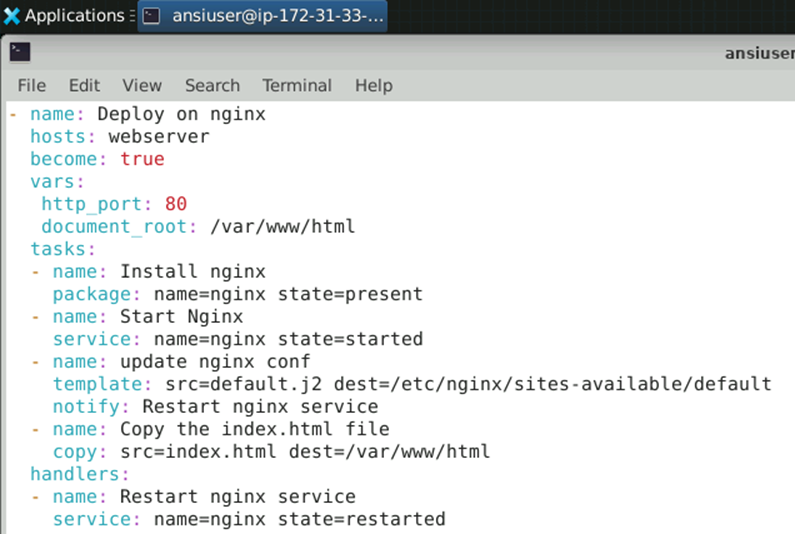 Applications ansiuser@ip-172-31-33-...
ansiuser
File Edit View Search Terminal Help
- name: Deploy on nginx
  hosts: webserver
  become: true
  vars:
   http_port: 80
   document_root: /var/www/html
  tasks:
  - name: Install nginx
    package: name=nginx state=present
  - name: Start Nginx
    service: name=nginx state=started
  - name: update nginx conf
    template: src=default.j2 dest=/etc/nginx/sites-available/default
    notify: Restart nginx service
  - name: Copy the index.html file
    copy: src=index.html dest=/var/www/html
  handlers:
  - name: Restart nginx service
    service: name=nginx state=restarted